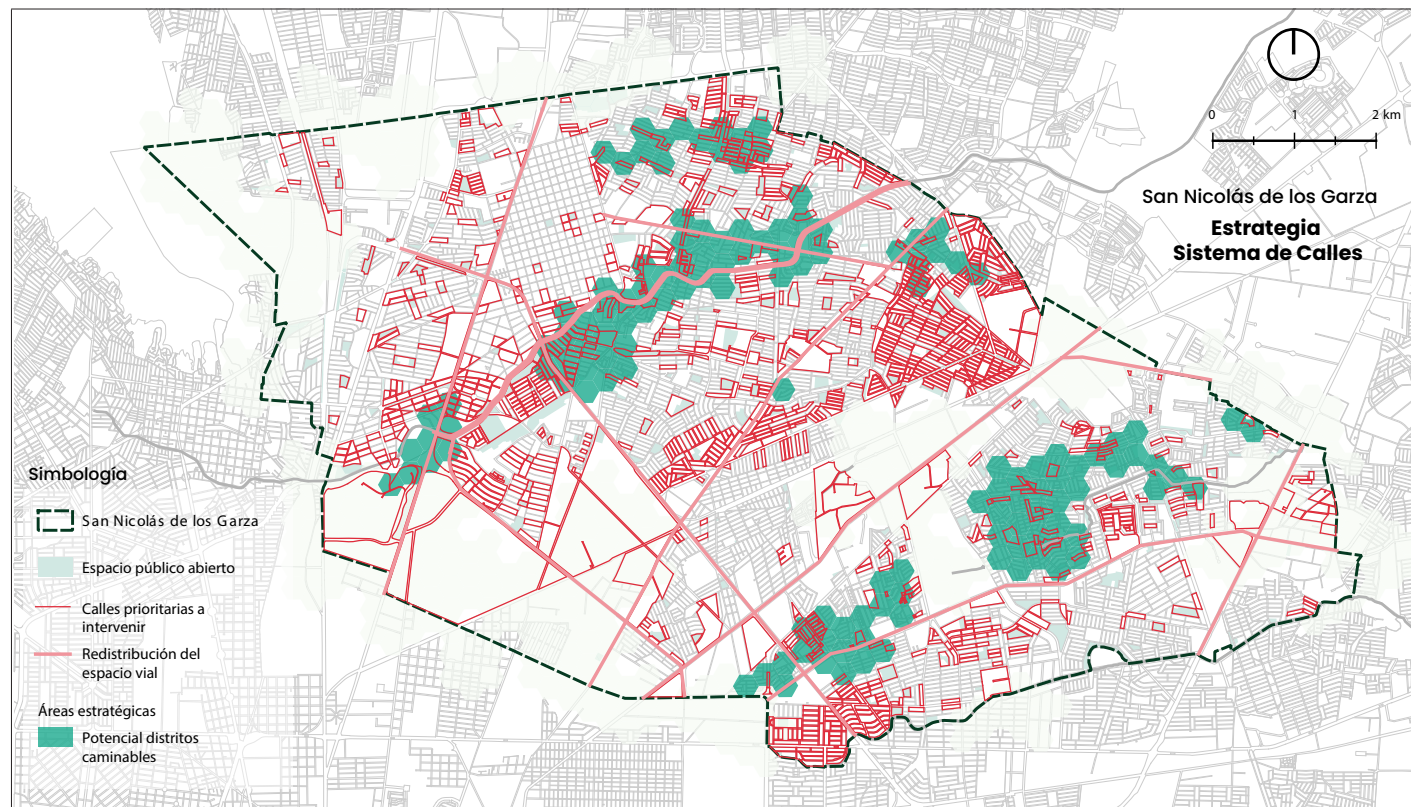 0 1 2 km
San Nicolás de los Garza
Estrategia
Sistema de Calles
Simbología
San Nicolás de los Garza
Espacio público abierto
Calles prioritarias a
intervenir
Redistribución del
espacio vial
Áreas estratégicas
Potencial distritos
caminables